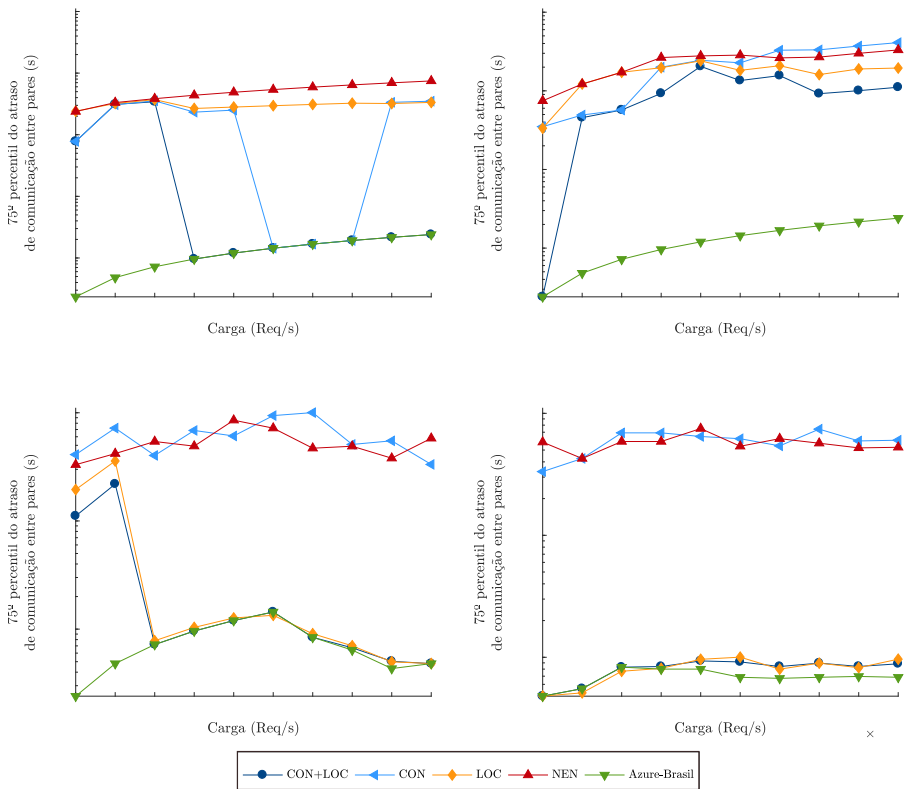 75º percentil do atraso
de comunicação entre pares (s)
Carga (Req/s)
75º percentil do atraso
de comunicação entre pares (s)
Carga (Req/s)
75º percentil do atraso
de comunicação entre pares (s)
Carga (Req/s)
75º percentil do atraso
de comunicação entre pares (s)
Carga (Req/s)
×
CON+LOC CON LOC NEN Azure-Brasil